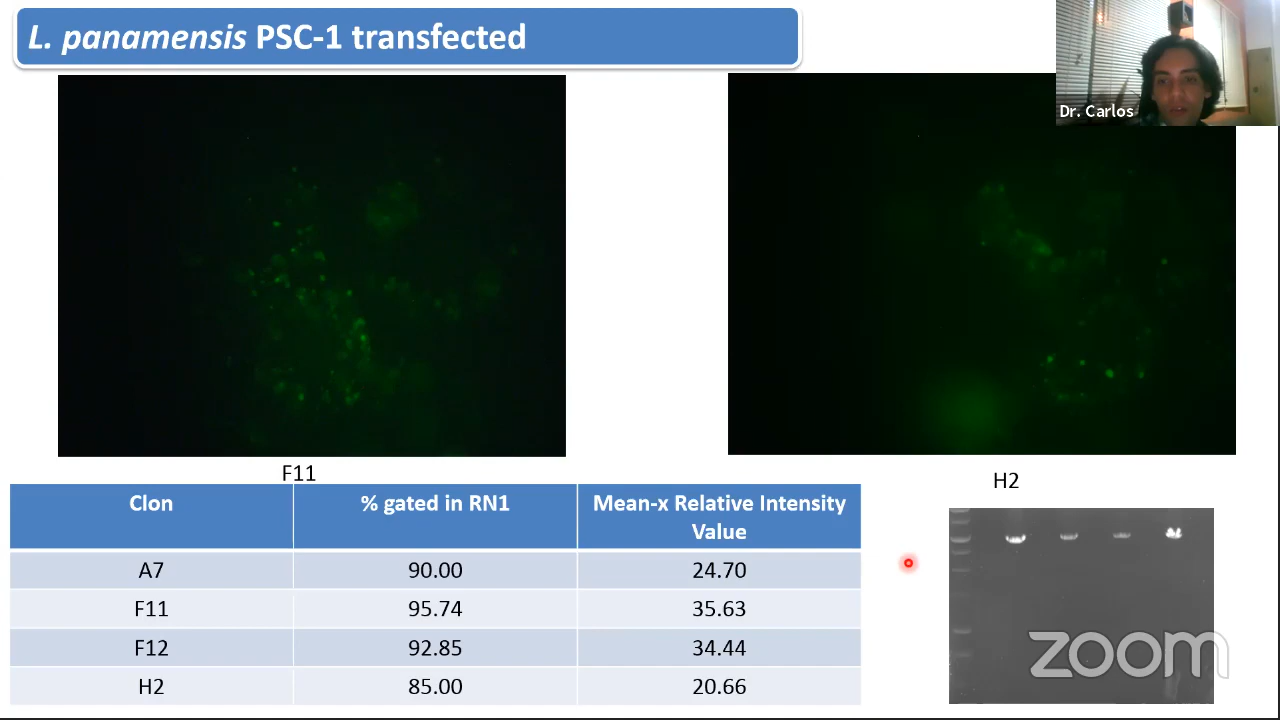 L. panamensis PSC-1 transfected
Dr. Carlos
F11
H2
Clon % gated in RN1 Mean-x Relative Intensity Value
A7 90.00 24.70
F11 95.74 35.63
F12 92.85 34.44
H2 85.00 20.66
zoom